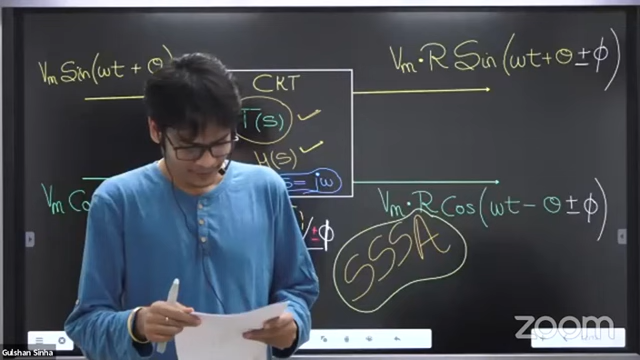 Vm Sin(ωt + θ)
CKT
Vm·R Sin(ωt+θ±φ)
T(S) ✓
H(S) ✓
S=jω
Vm Co
±φ
Vm·R Cos(ωt-θ±φ)
SSSA
Gulshan Sinha
zoom